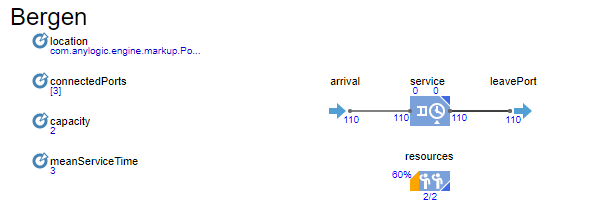 Bergen
location
com.anylogic.engine.markup.Po...
connectedPorts
[3]
capacity
2
meanServiceTime
3
arrival
service
leavePort
0 0
110
110
110
110
resources
60%
2/2